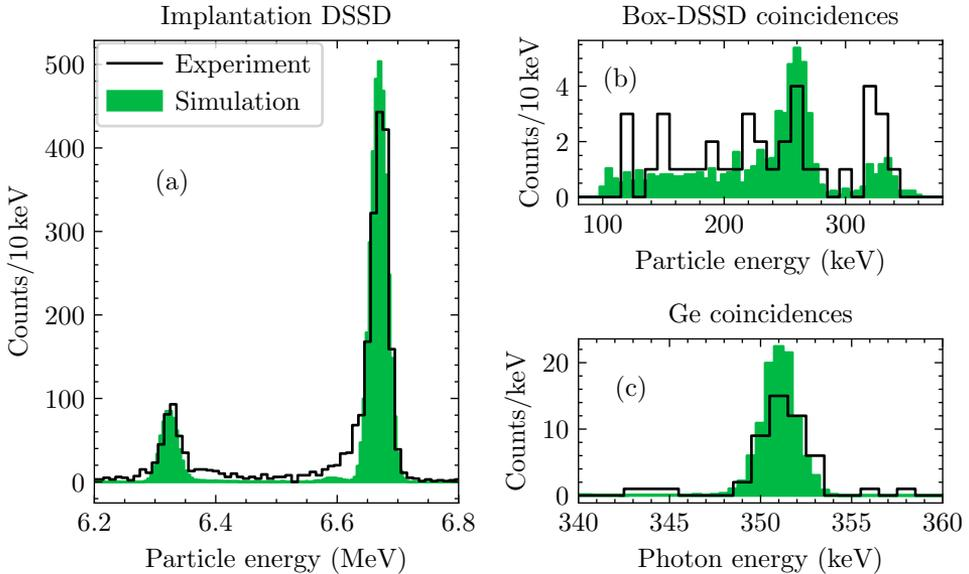 Implantation DSSD
Experiment
Simulation
(a)
500
400
300
200
100
0
Counts/10 keV
6.2 6.4 6.6 6.8
Particle energy (MeV)
Box-DSSD coincidences
(b)
4
2
0
Counts/10 keV
100 200 300
Particle energy (keV)
Ge coincidences
(c)
20
10
0
Counts/keV
340 345 350 355 360
Photon energy (keV)